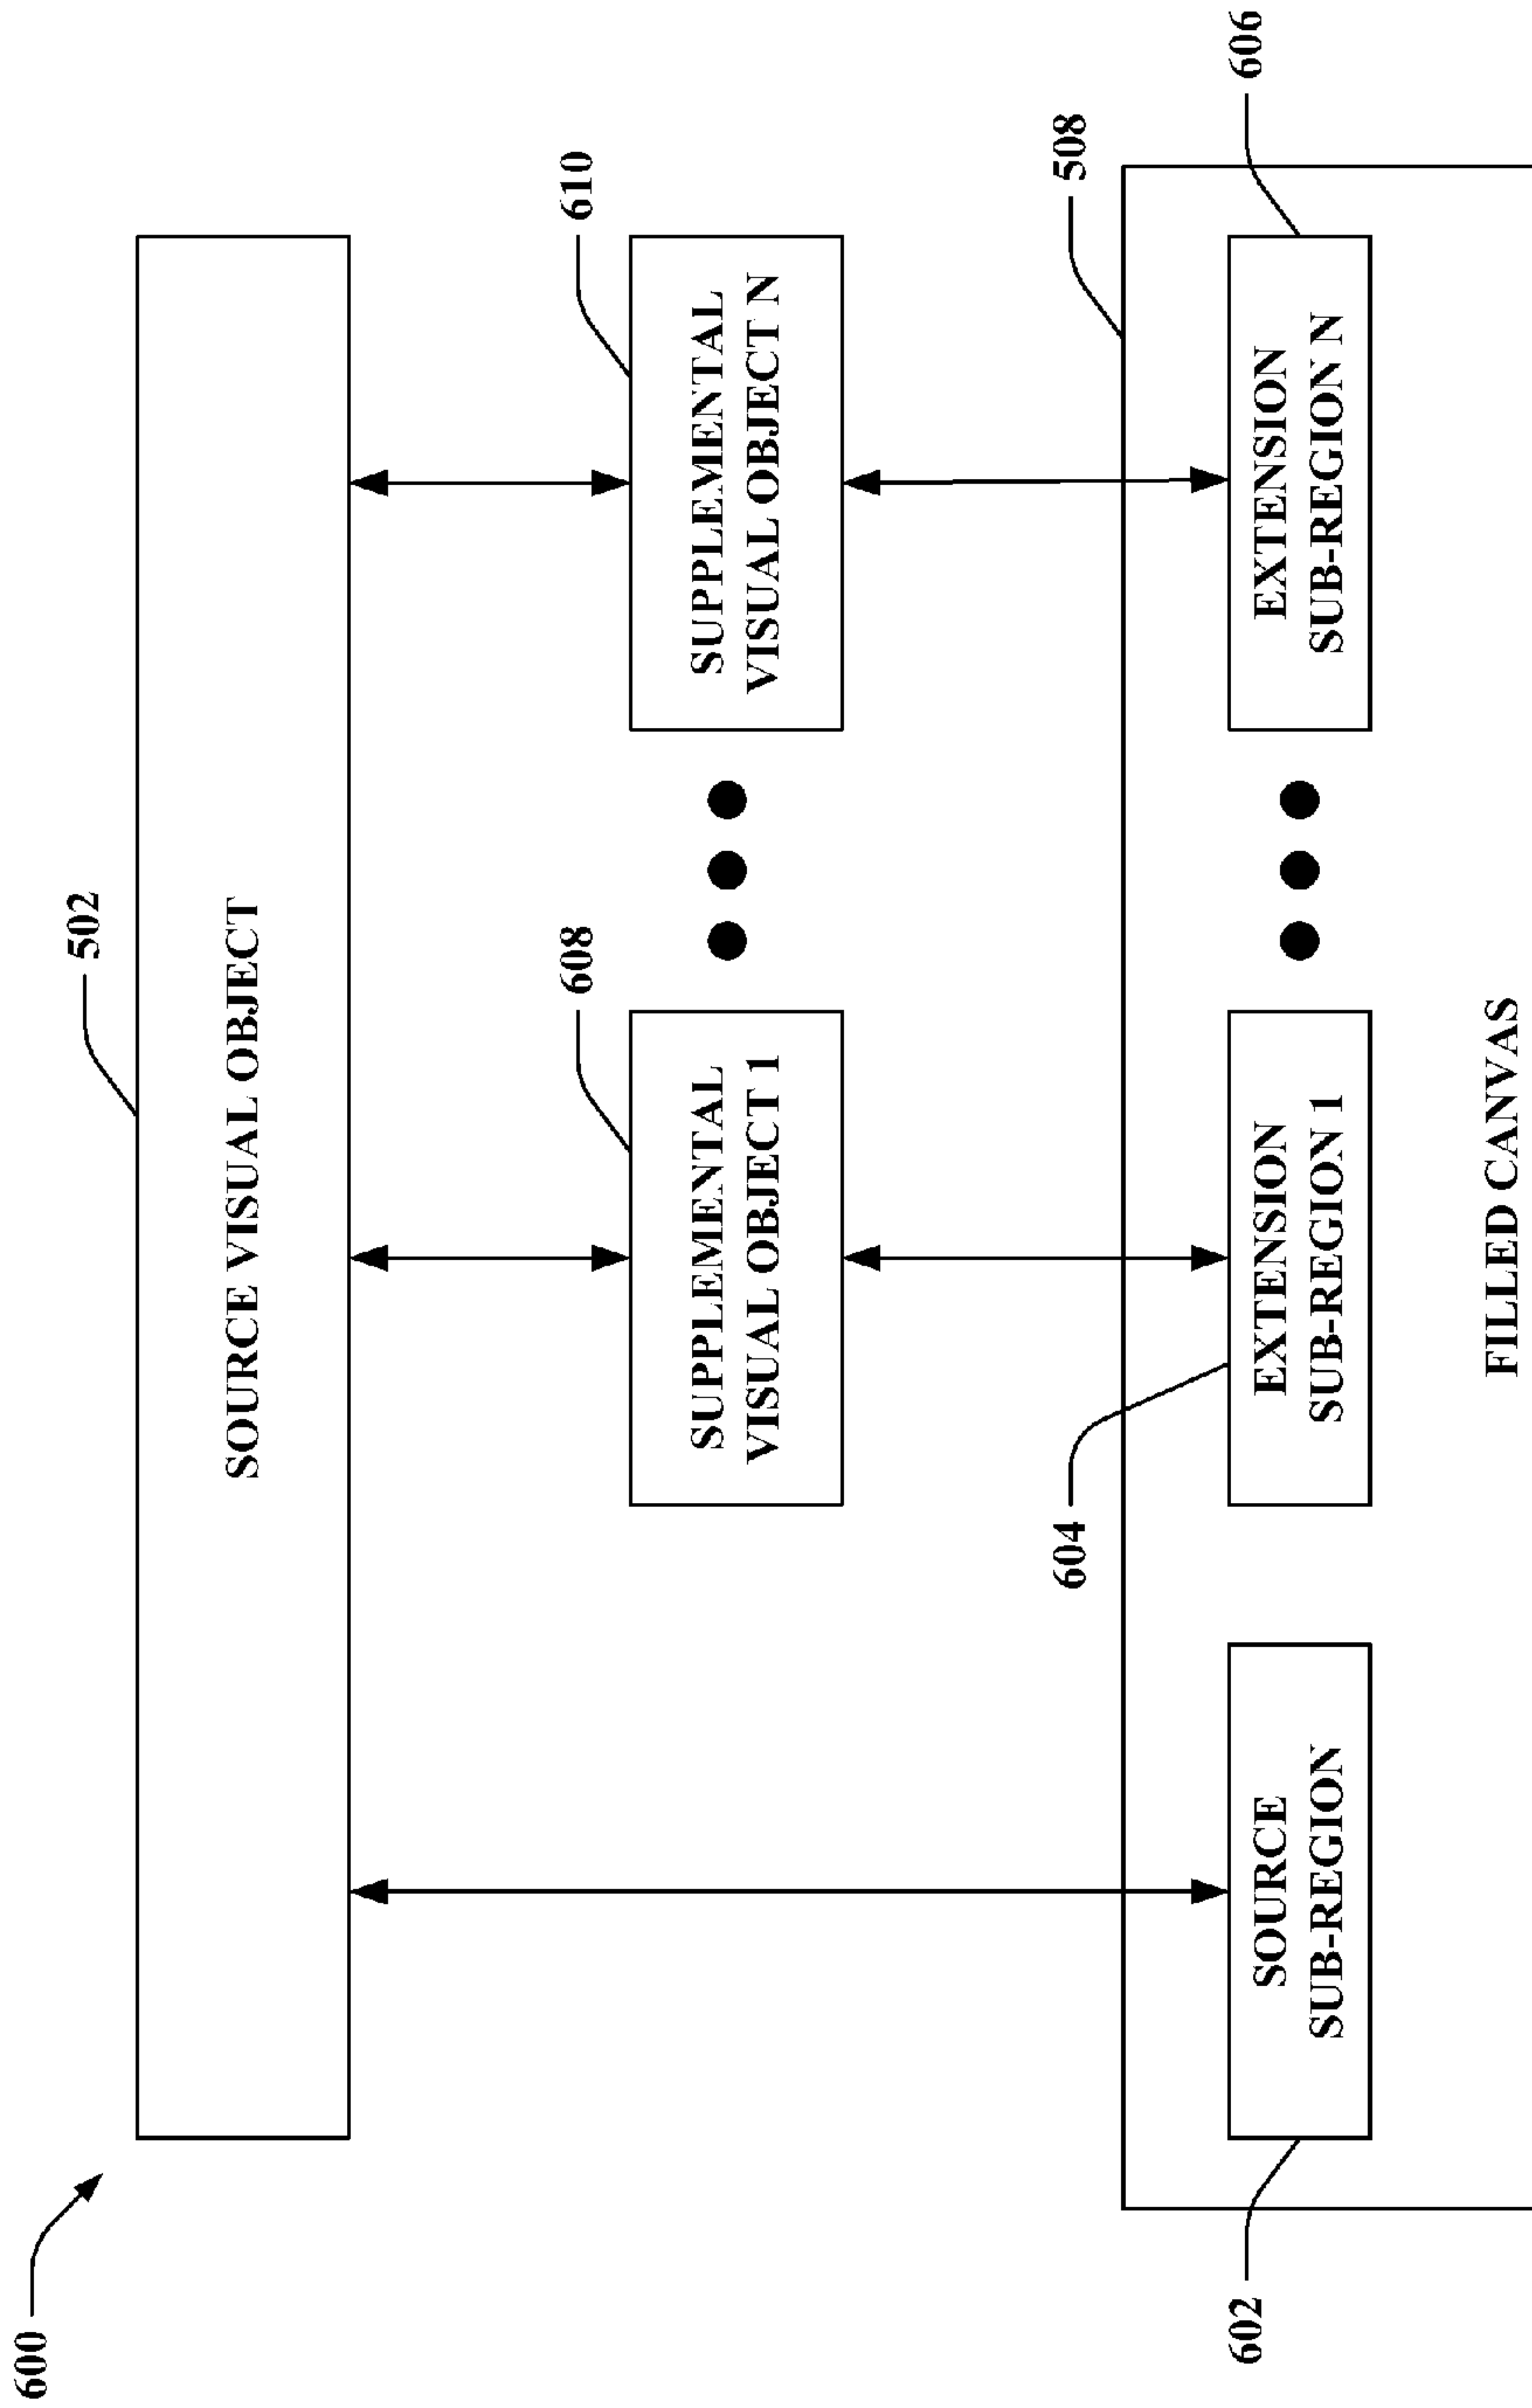 600
502
SOURCE VISUAL OBJECT
608
610
SUPPLEMENTAL
VISUAL OBJECT 1
SUPPLEMENTAL
VISUAL OBJECT N
604
508
602
606
SOURCE
SUB-REGION
EXTENSION
SUB-REGION 1
EXTENSION
SUB-REGION N
FILLED CANVAS